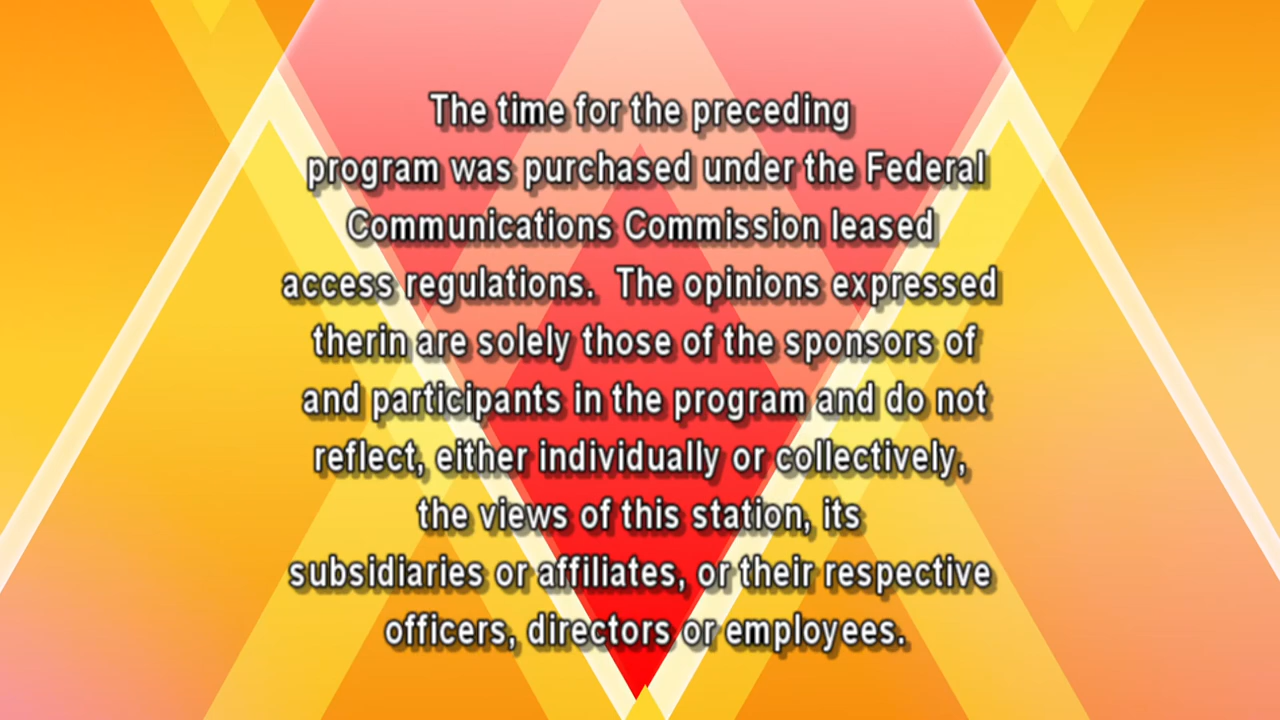 The time for the preceding
program was purchased under the Federal
Communications Commission leased
access regulations.  The opinions expressed
therin are solely those of the sponsors of
and participants in the program and do not
reflect, either individually or collectively,
the views of this station, its
subsidiaries or affiliates, or their respective
officers, directors or employees.